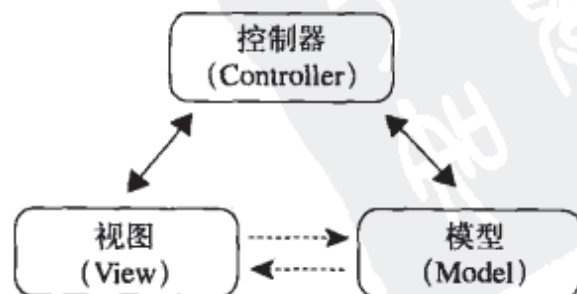 控制器
(Controller)
视图
(View)
模型
(Model)